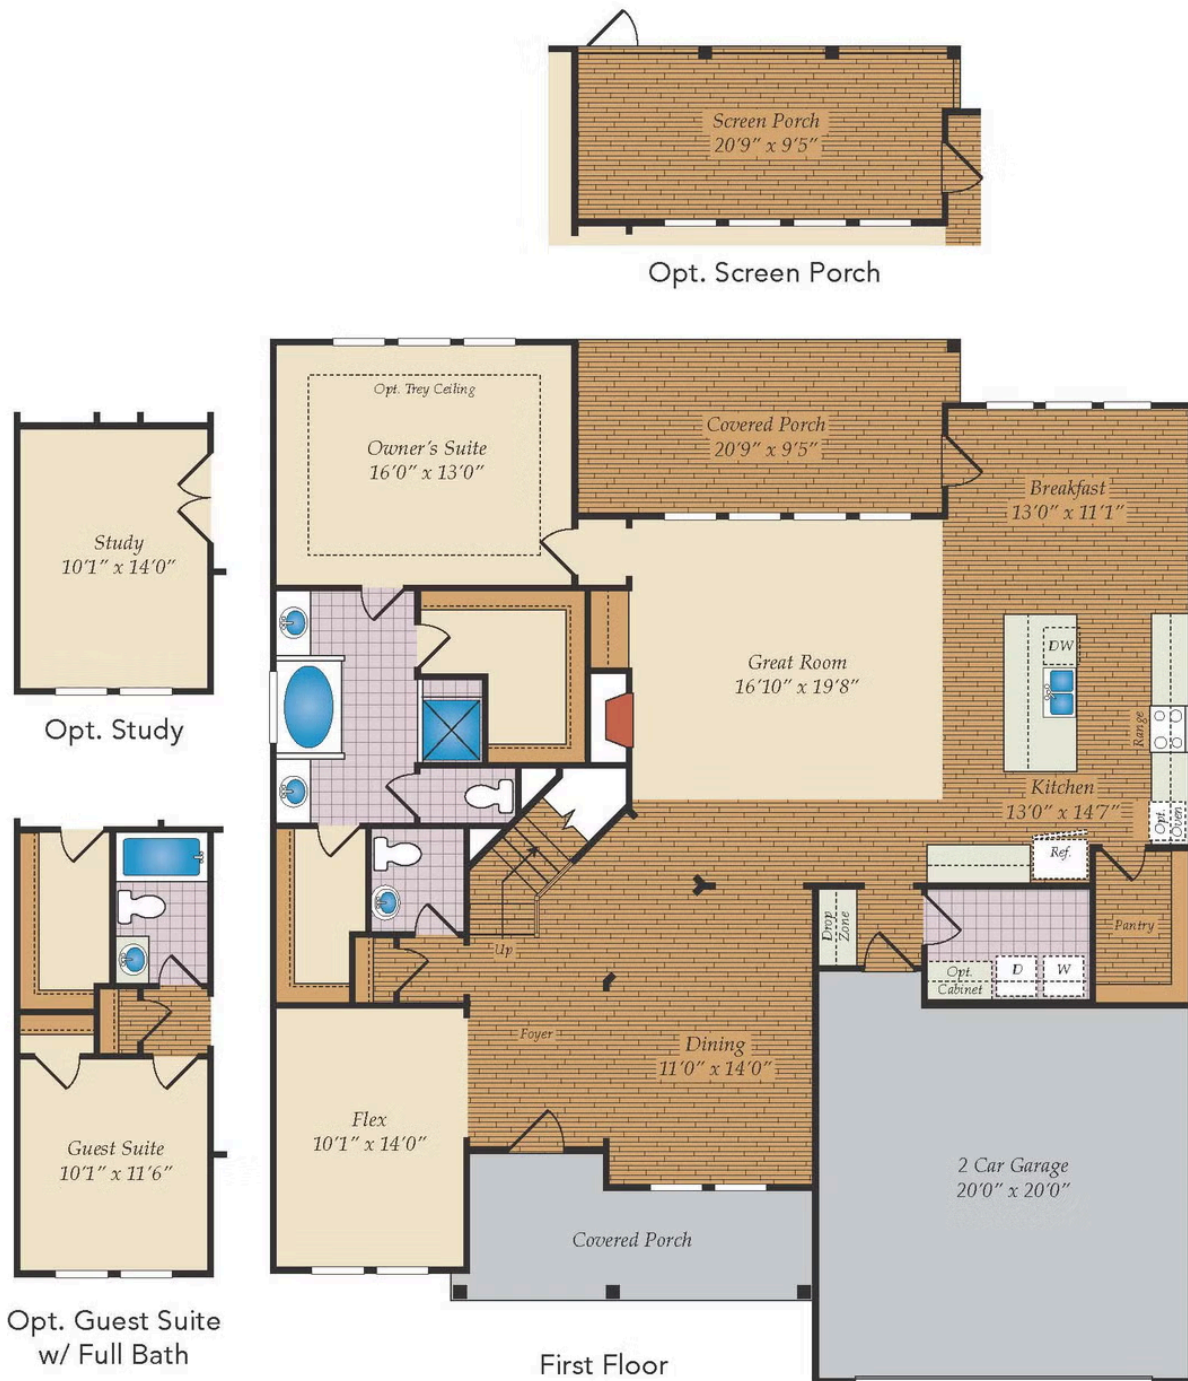 Screen Porch
20'9" x 9'5"
Opt. Screen Porch
Opt. Trey Ceiling
Owner's Suite
16'0" x 13'0"
Covered Porch
20'9" x 9'5"
Breakfast
13'0" x 11'1"
Study
10'1" x 14'0"
Opt. Study
Great Room
16'10" x 19'8"
DW
Range
Kitchen
13'0" x 14'7"
Opt.
Oven
Ref.
Pantry
Drop
Zone
Opt.
Cabinet
D
W
Up
Foyer
Dining
11'0" x 14'0"
Flex
10'1" x 14'0"
Guest Suite
10'1" x 11'6"
2 Car Garage
20'0" x 20'0"
Covered Porch
Opt. Guest Suite
w/ Full Bath
First Floor